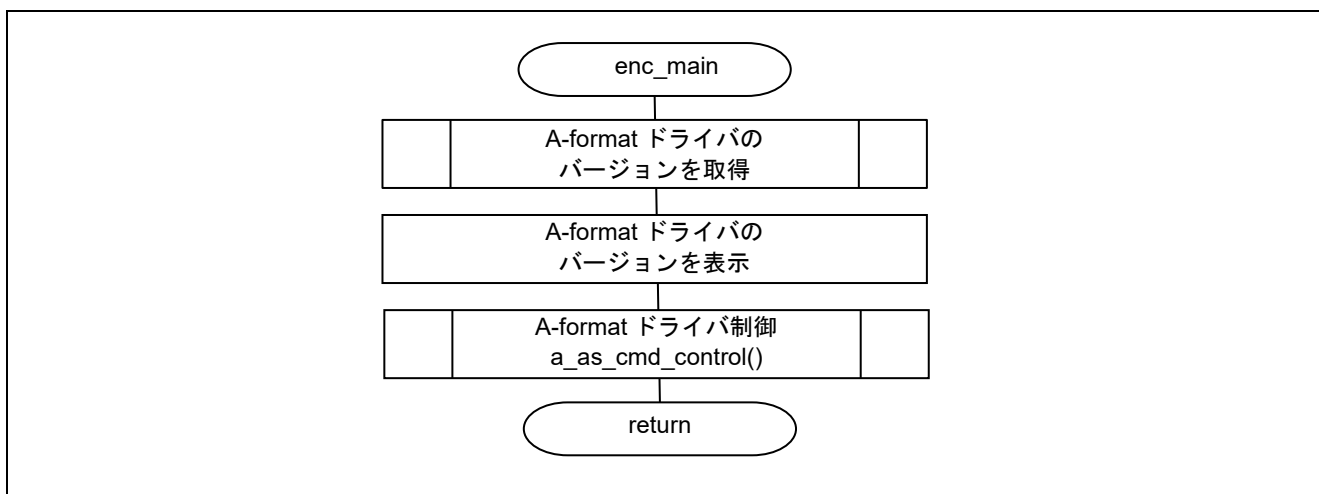 enc_main
A-format ドライバの
バージョンを取得
A-format ドライバの
バージョンを表示
A-format ドライバ制御
a_as_cmd_control()
return